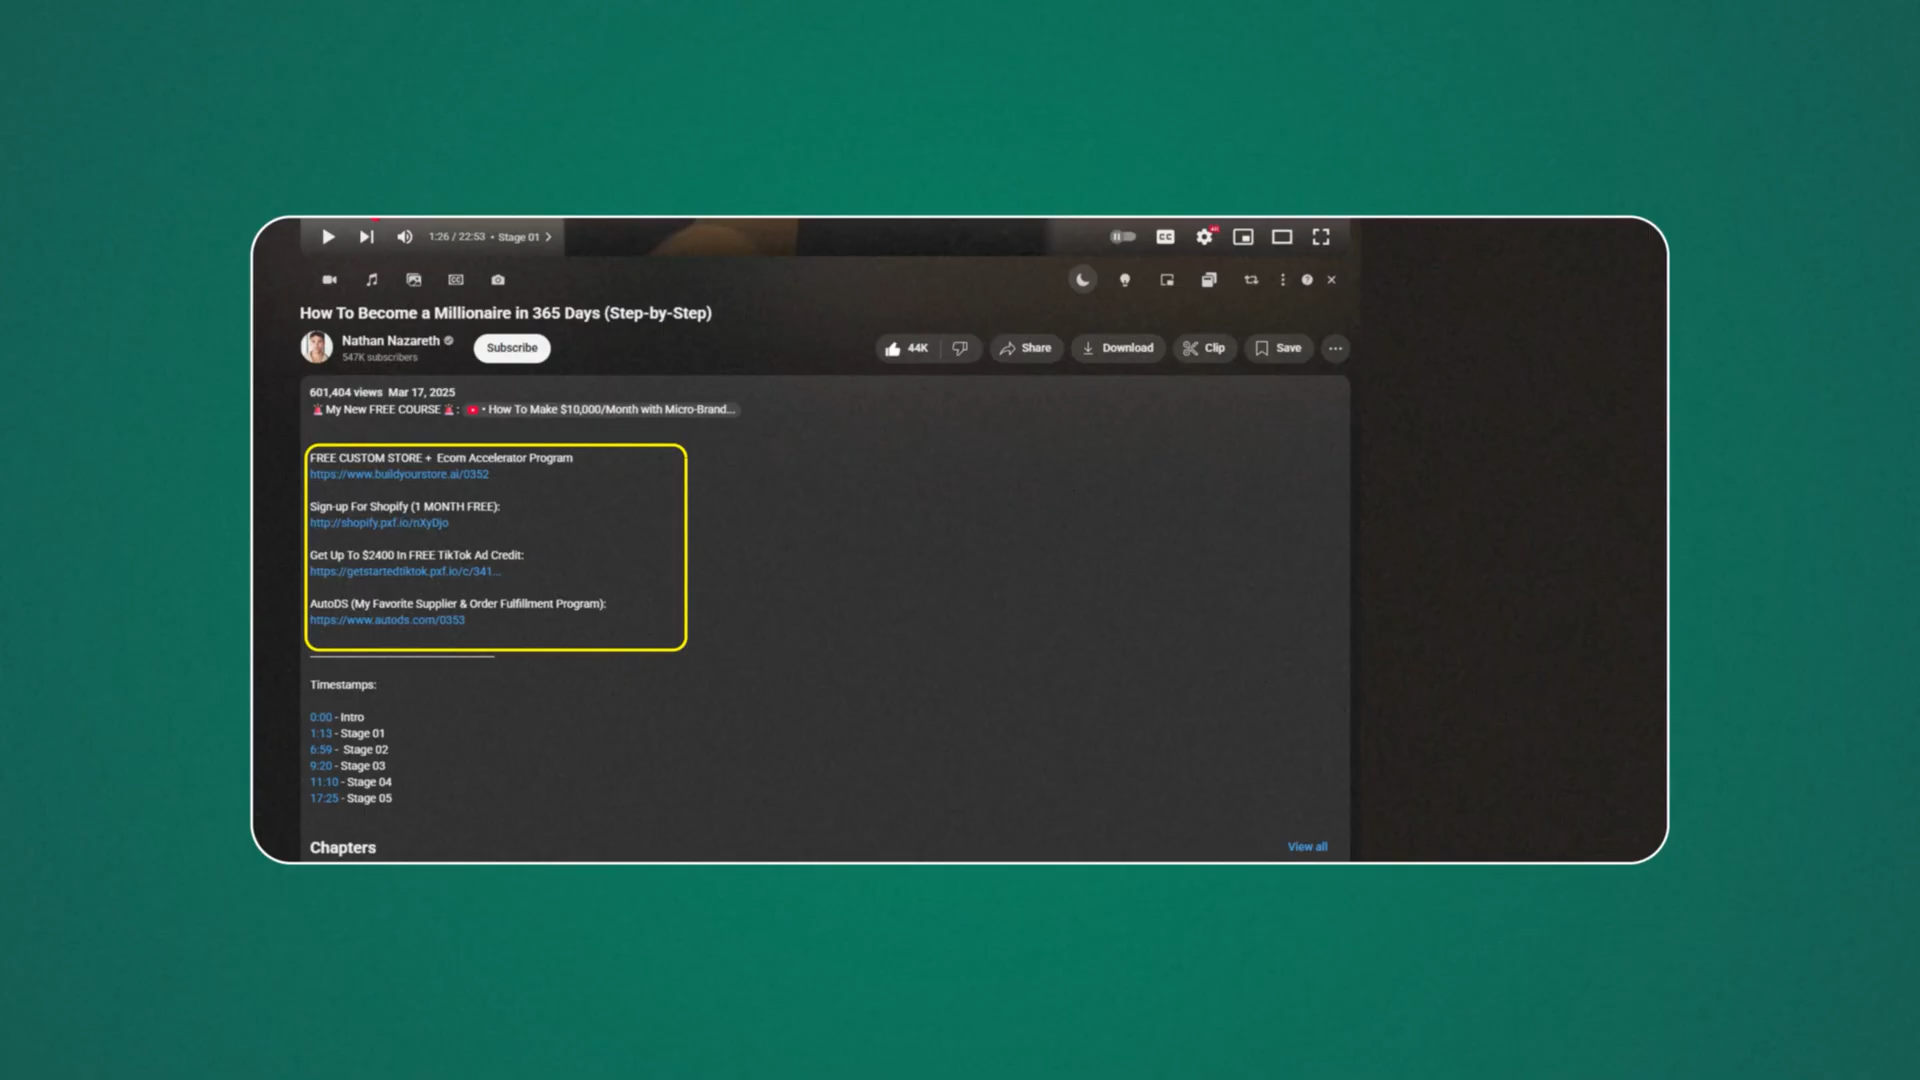 1:26 / 22:53 • Stage 01
How To Become a Millionaire in 365 Days (Step-by-Step)
Nathan Nazareth
547K subscribers
Subscribe
44K
Share
Download
Clip
Save
601,404 views Mar 17, 2025
🚨My New FREE COURSE🚨: • How To Make $10,000/Month with Micro-Brand...
FREE CUSTOM STORE + Ecom Accelerator Program
https://www.buildyourstore.ai/0352
Sign-up For Shopify (1 MONTH FREE):
http://shopify.pxf.io/nXyDjo
Get Up To $2400 In FREE TikTok Ad Credit:
https://getstartedtiktok.pxf.io/c/341...
AutoDS (My Favorite Supplier & Order Fulfillment Program):
https://www.autods.com/0353
Timestamps:
0:00 - Intro
1:13 - Stage 01
6:59 - Stage 02
9:20 - Stage 03
11:10 - Stage 04
17:25 - Stage 05
Chapters
View all